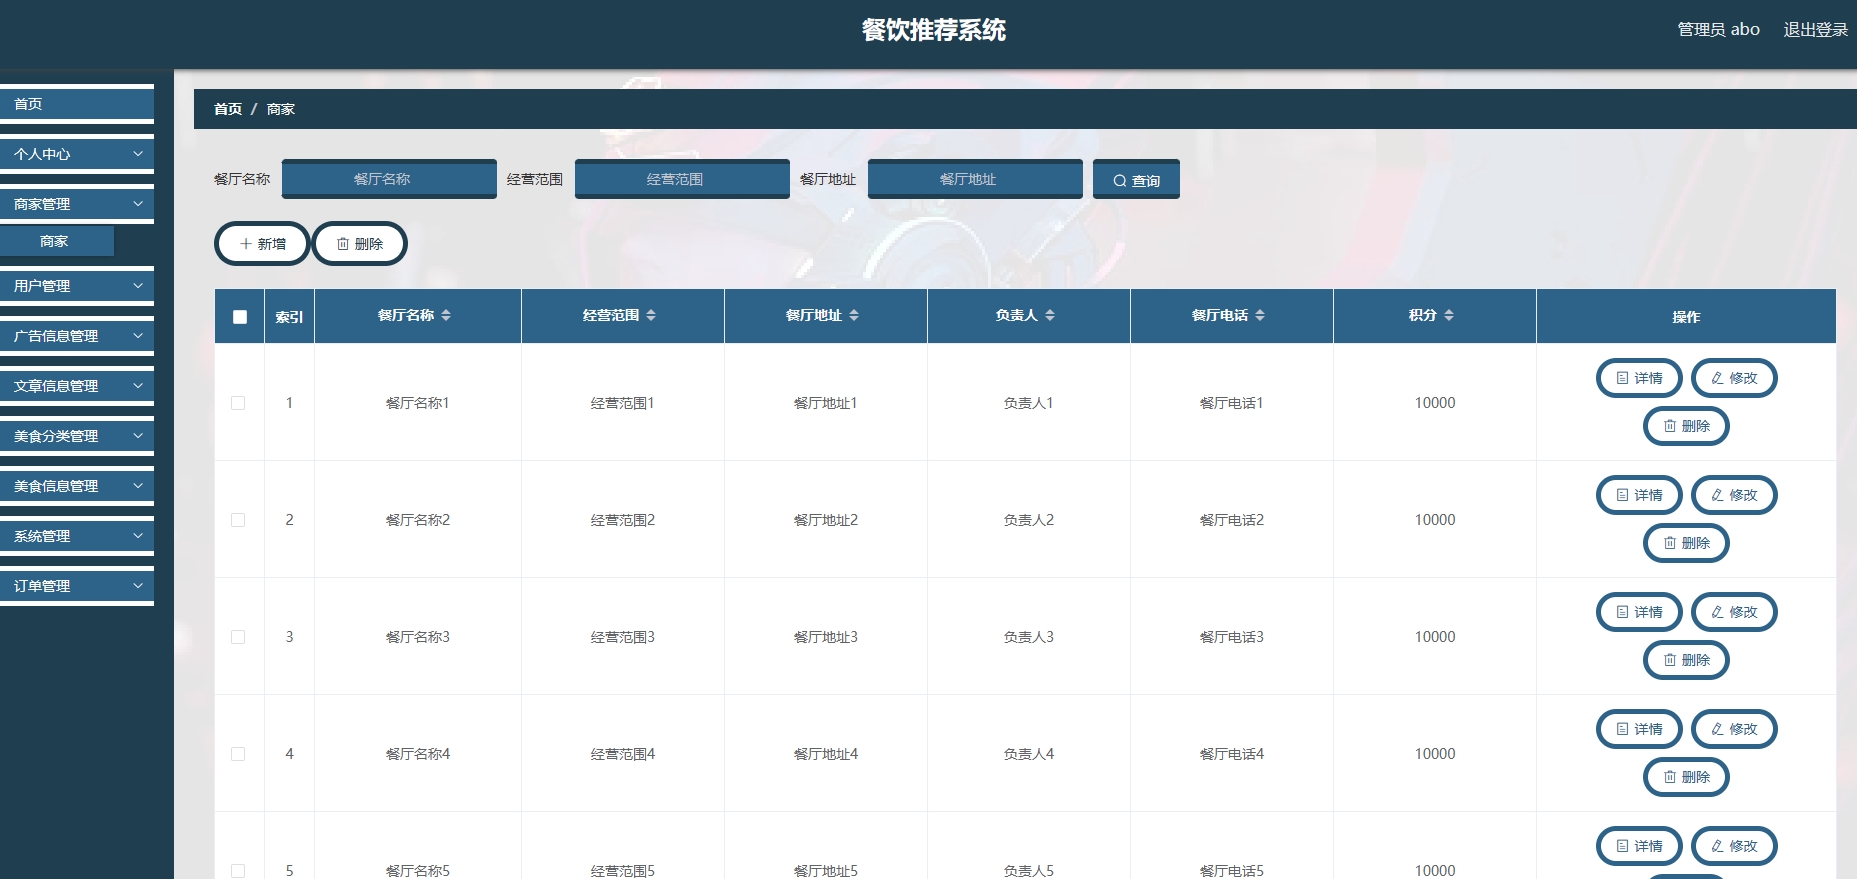 餐饮推荐系统
管理员 abo 退出登录
首页
个人中心
商家管理
商家
用户管理
广告信息管理
文章信息管理
美食分类管理
美食信息管理
系统管理
订单管理
首页 / 商家
餐厅名称 餐厅名称 经营范围 经营范围 餐厅地址 餐厅地址 查询
新增 删除
索引 餐厅名称 经营范围 餐厅地址 负责人 餐厅电话 积分 操作
1 餐厅名称1 经营范围1 餐厅地址1 负责人1 餐厅电话1 10000 详情 修改
删除
2 餐厅名称2 经营范围2 餐厅地址2 负责人2 餐厅电话2 10000 详情 修改
删除
3 餐厅名称3 经营范围3 餐厅地址3 负责人3 餐厅电话3 10000 详情 修改
删除
4 餐厅名称4 经营范围4 餐厅地址4 负责人4 餐厅电话4 10000 详情 修改
删除
5 餐厅名称5 经营范围5 餐厅地址5 负责人5 餐厅电话5 10000 详情 修改